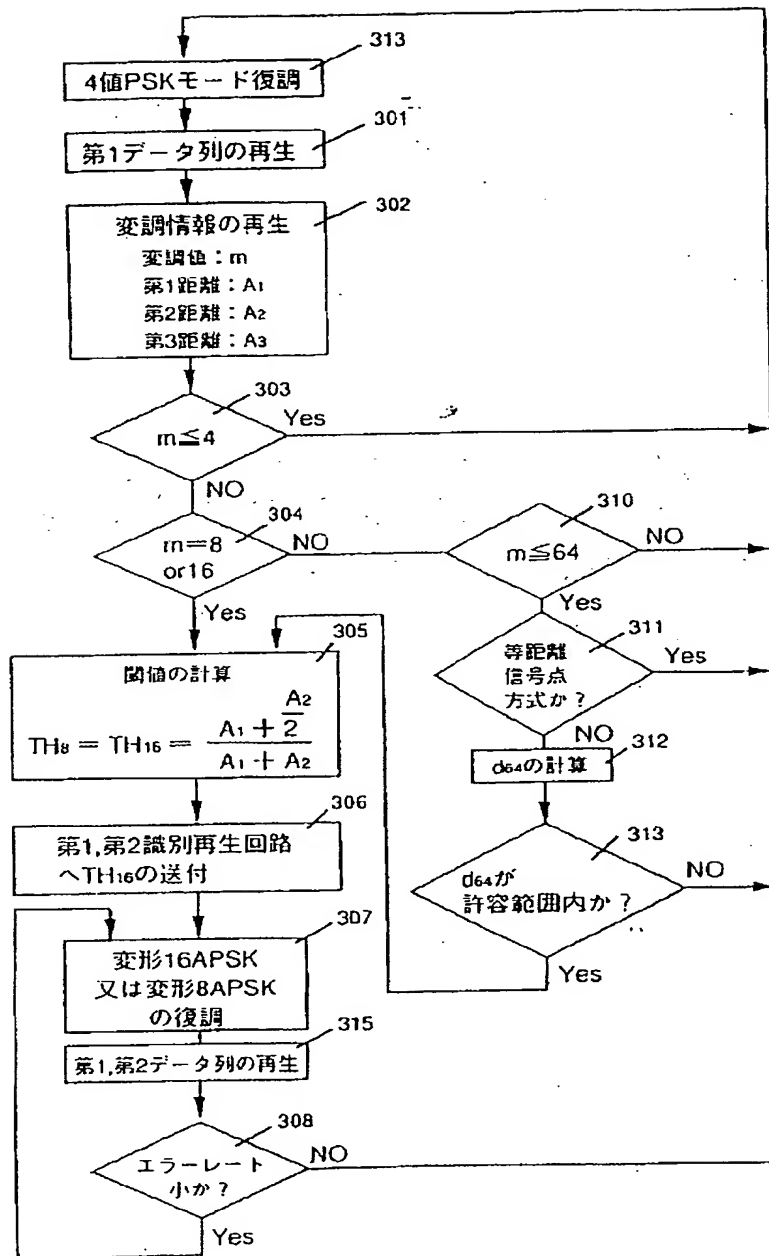 313
4値PSKモード復調
301
第1データ列の再生
302
変調情報の再生
変調値:m
第1距離:A1
第2距離:A2
第3距離:A3
303
m≦4
Yes
NO
304
m=8
or16
NO
Yes
310
m≦64
NO
Yes
311
等距離
信号点
方式か?
Yes
NO
312
d64の計算
313
d64が
許容範囲内か?
NO
Yes
305
閾値の計算
TH8 = TH16 = (A1 + A2/2) / (A1 + A2)
306
第1,第2識別再生回路
へTH16の送付
307
変形16APSK
又は変形8APSK
の復調
315
第1,第2データ列の再生
308
エラーレート
小か?
NO
Yes